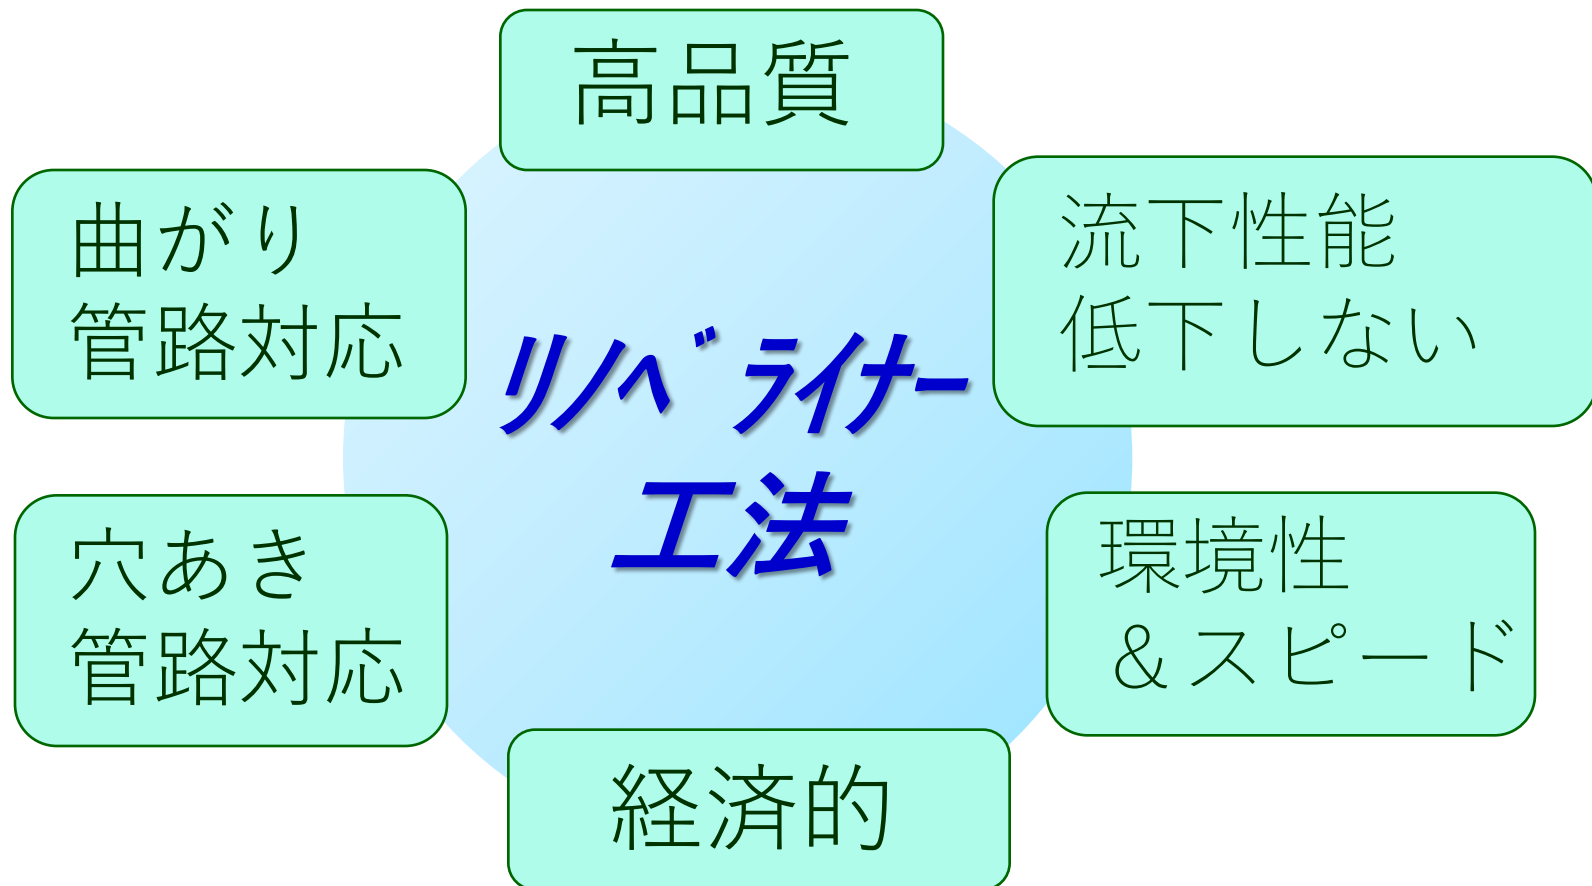 高品質
曲がり
管路対応
流下性能
低下しない
リノベライナー
工法
穴あき
管路対応
環境性
&スピード
経済的